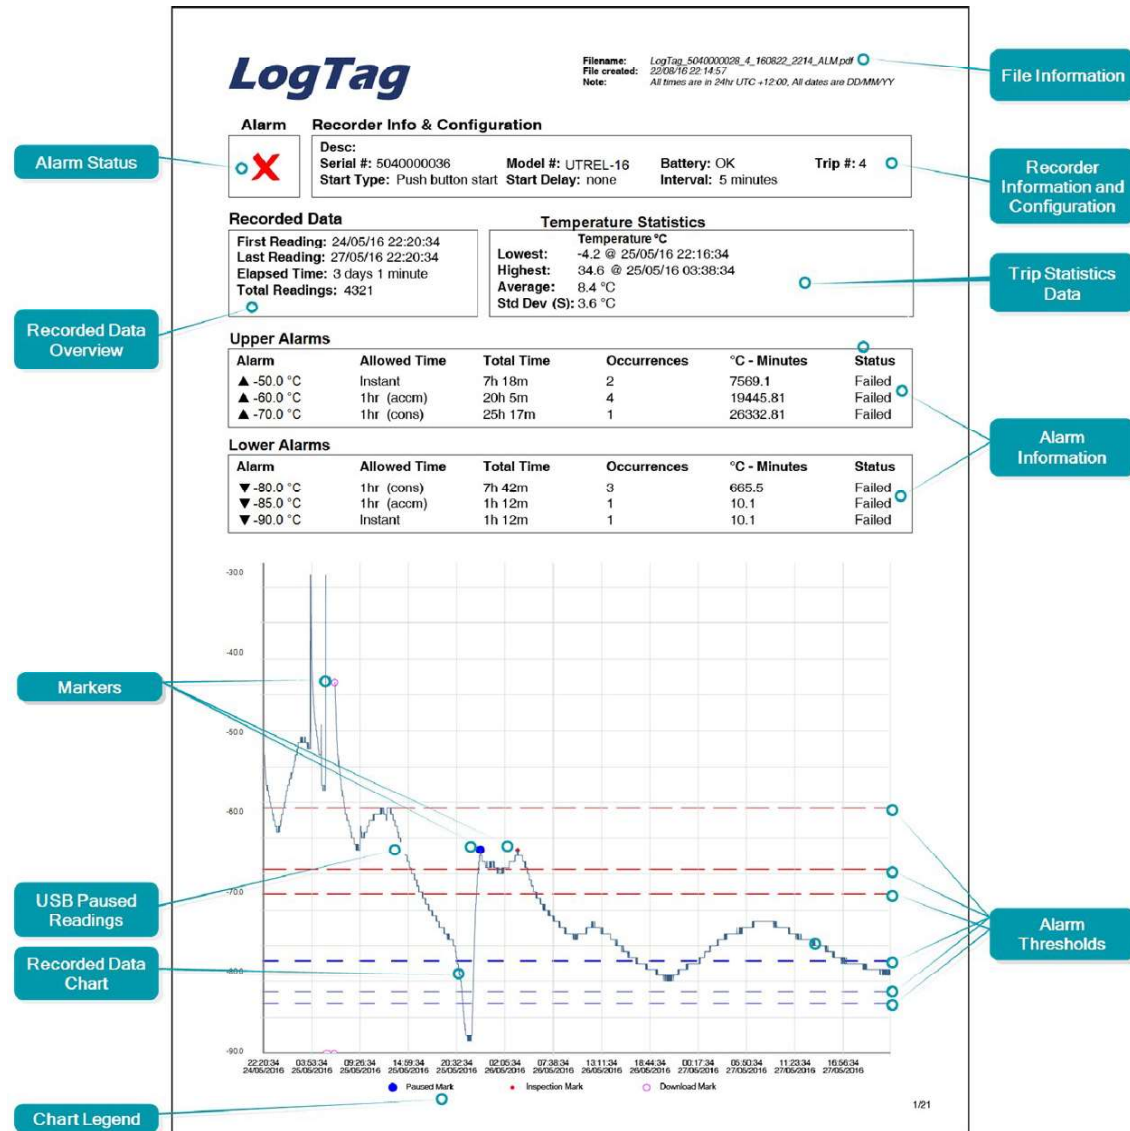 LogTag
Filename: LogTag_5040000028_4_160822_2214_ALM.pdf
File created: 22/08/16 22:14:57
Note: All times are in 24hr UTC +12:00, All dates are DD/MM/YY
File Information
Alarm
Recorder Info & Configuration
Alarm Status
Desc:
Serial #: 5040000036 Model #: UTREL-16 Battery: OK Trip #: 4
Start Type: Push button start Start Delay: none Interval: 5 minutes
Recorder
Information and
Configuration
Recorded Data
First Reading: 24/05/16 22:20:34
Last Reading: 27/05/16 22:20:34
Elapsed Time: 3 days 1 minute
Total Readings: 4321
Temperature Statistics
Temperature °C
Lowest: -4.2 @ 25/05/16 22:16:34
Highest: 34.6 @ 25/05/16 03:38:34
Average: 8.4 °C
Std Dev (S): 3.6 °C
Trip Statistics
Data
Recorded Data
Overview
Upper Alarms
Alarm Allowed Time Total Time Occurrences °C - Minutes Status
▲ -50.0 °C Instant 7h 18m 2 7569.1 Failed
▲ -60.0 °C 1hr (accm) 20h 5m 4 19445.81 Failed
▲ -70.0 °C 1hr (cons) 25h 17m 1 26332.81 Failed
Lower Alarms
Alarm Allowed Time Total Time Occurrences °C - Minutes Status
▼ -80.0 °C 1hr (cons) 7h 42m 3 665.5 Failed
▼ -85.0 °C 1hr (accm) 1h 12m 1 10.1 Failed
▼ -90.0 °C Instant 1h 12m 1 10.1 Failed
Alarm
Information
-30.0
-40.0
-50.0
-60.0
-70.0
-80.0
-90.0
Markers
USB Paused
Readings
Recorded Data
Chart
Alarm
Thresholds
22:20:34 03:53:34 09:26:34 14:59:34 20:32:34 02:05:34 07:38:34 13:11:34 18:44:34 00:17:34 05:50:34 11:23:34 16:56:34
24/05/2016 25/05/2016 25/05/2016 25/05/2016 25/05/2016 26/05/2016 26/05/2016 26/05/2016 26/05/2016 27/05/2016 27/05/2016 27/05/2016 27/05/2016
Paused Mark Inspection Mark Download Mark
Chart Legend
1/21